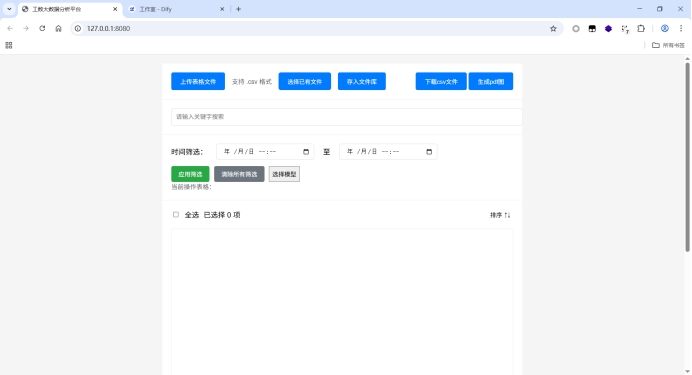 工数大数据分析平台
工作室 - Dify
127.0.0.1:8080
所有书签
上传表格文件 支持 .csv 格式 选择已有文件 存入文件库 下载csv文件 生成pdf图
请输入关键字搜索
时间筛选： 年 /月/日 --:-- 至 年 /月/日 --:--
应用筛选 清除所有筛选 选择模型
当前操作表格:
全选 已选择 0 项 排序 ↑↓